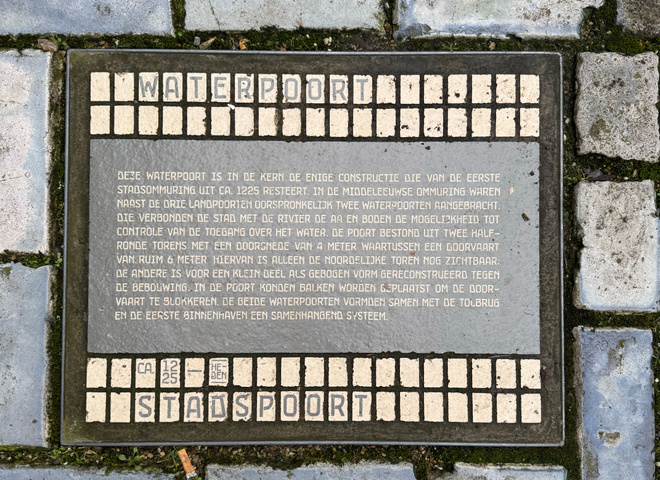 WATERPOORT
DEZE WATERPOORT IS IN DE KERN DE ENIGE CONSTRUCTIE DIE VAN DE EERSTE
STADSOMMURING UIT CA. 1225 RESTEERT. IN DE MIDDELEEUWSE OMMURING WAREN
NAAST DE DRIE LANDPOORTEN OORSPRONKELIJK TWEE WATERPOORTEN AANGEBRACHT.
DIE VERBONDEN DE STAD MET DE RIVIER DE AA EN BODEN DE MOGELIJKHEID TOT
CONTROLE VAN DE TOEGANG OVER HET WATER. DE POORT BESTOND UIT TWEE HALF-
RONDE TORENS MET EEN DOORSNEDE VAN 4 METER WAARTUSSEN EEN DOORVAART
VAN RUIM 6 METER. HIERVAN IS ALLEEN DE NOORDELIJKE TOREN NOG ZICHTBAAR.
DE ANDERE IS VOOR EEN KLEIN DEEL ALS GEBOGEN VORM GERECONSTRUEERD TEGEN
DE BEBOUWING. IN DE POORT KONDEN BALKEN WORDEN GEPLAATST OM DE DOOR-
VAART TE BLOKKEREN. DE BEIDE WATERPOORTEN VORMDEN SAMEN MET DE TOLBRUG
EN DE EERSTE BINNENHAVEN EEN SAMENHANGEND SYSTEEM.
CA. 1225 — HEDEN
STADSPOORT